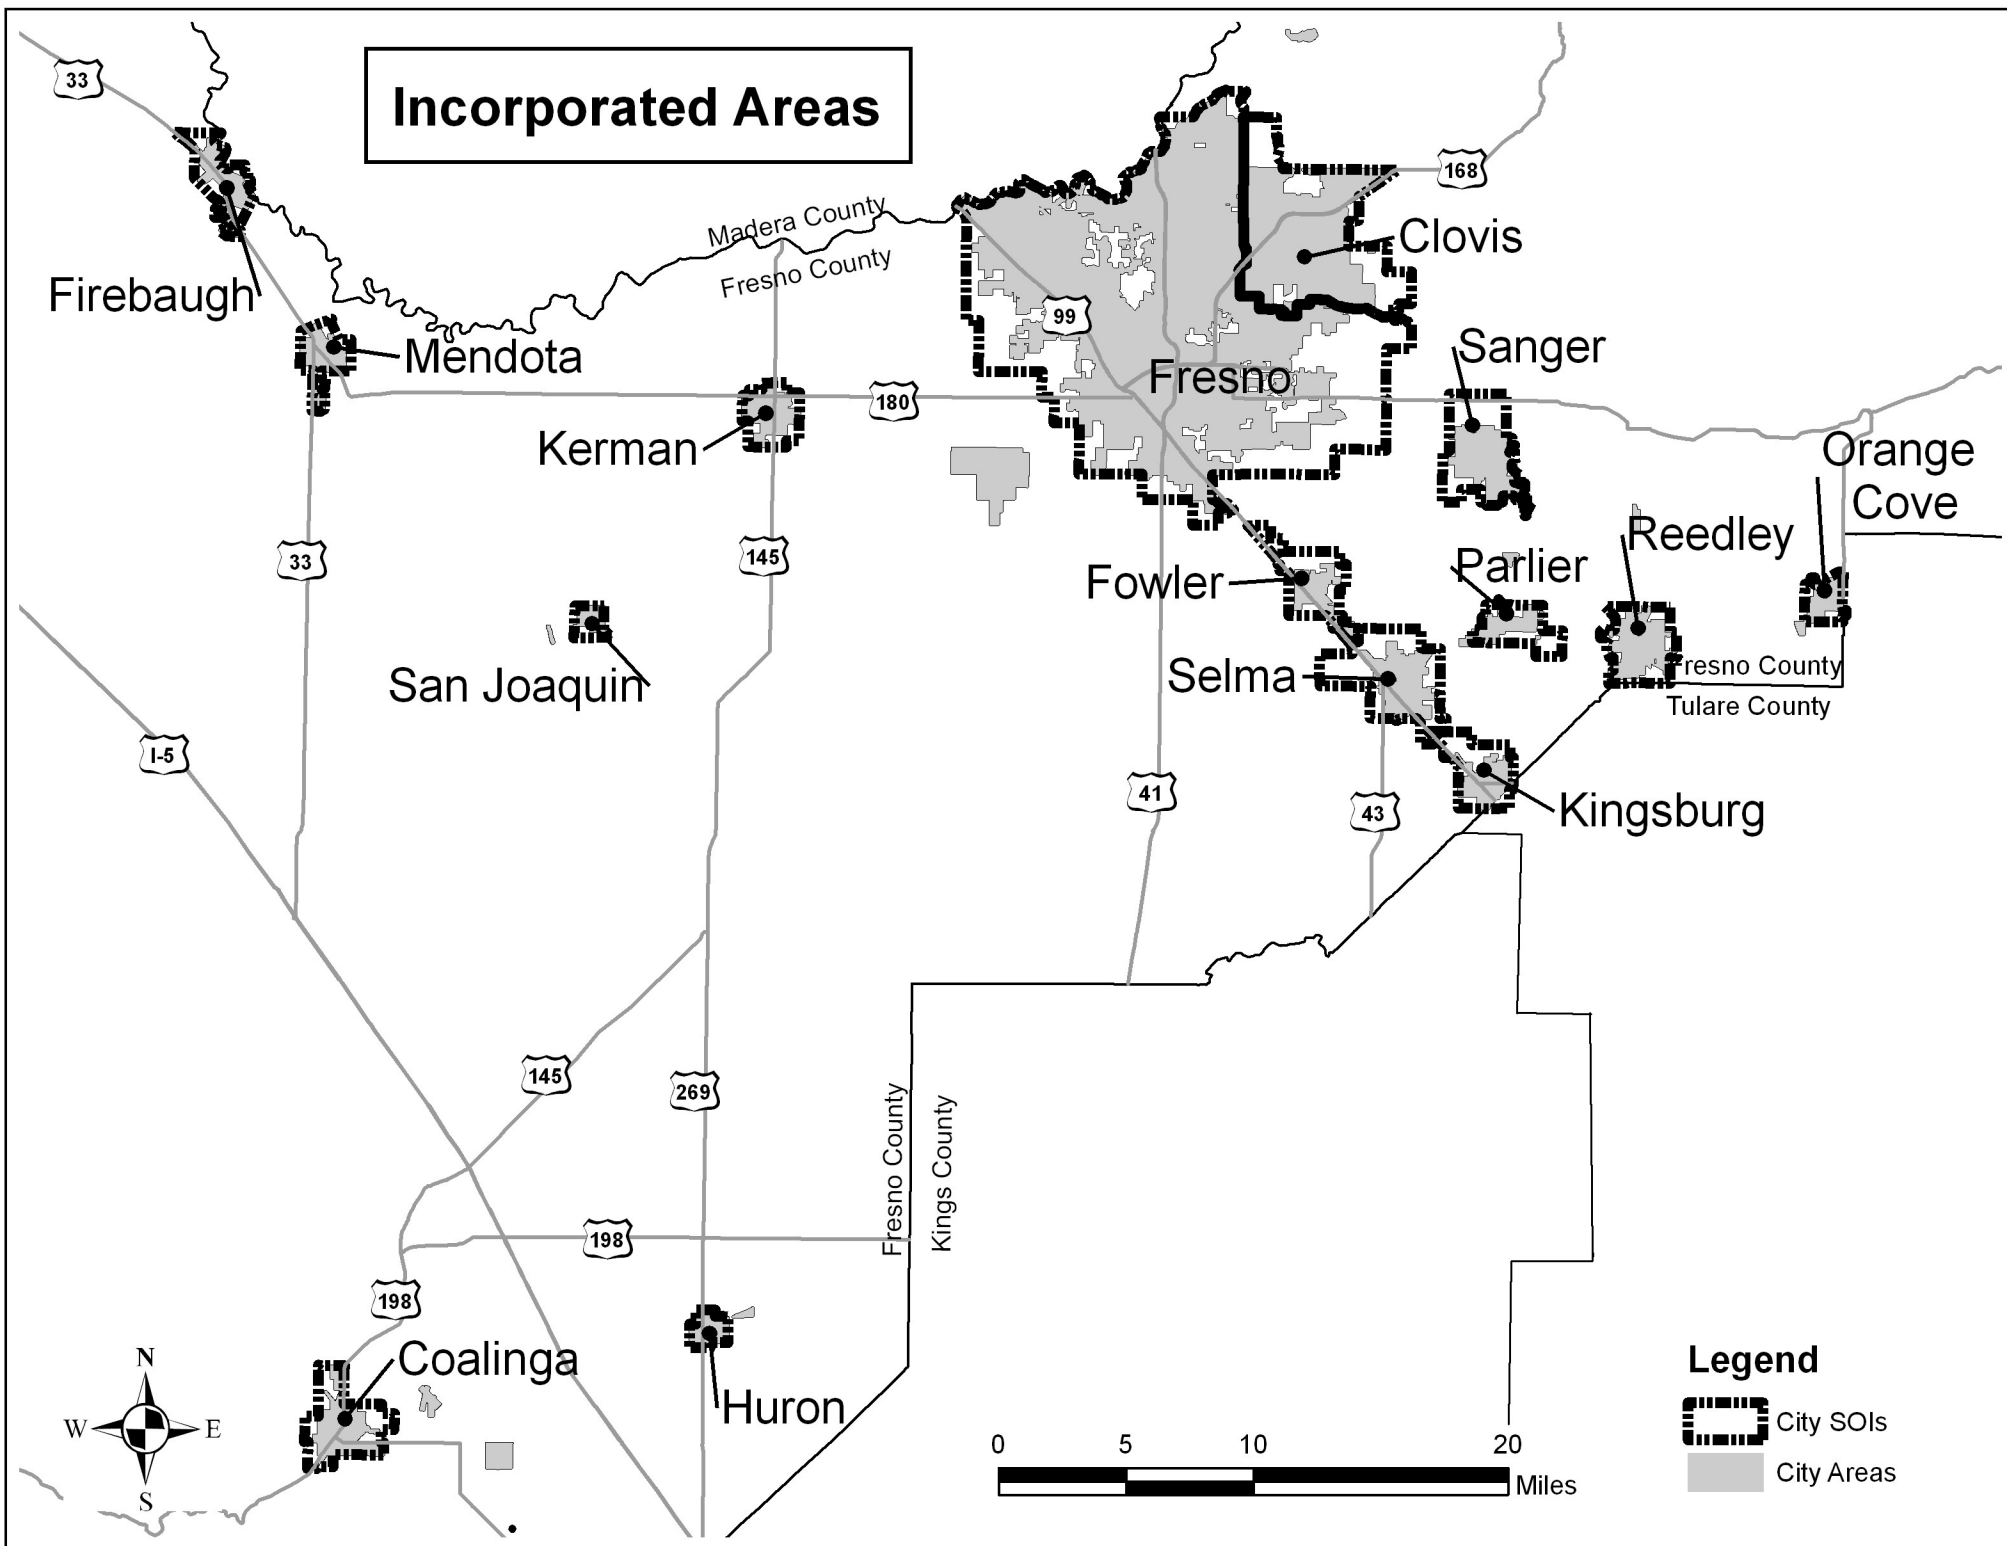 33
Incorporated Areas
168
Madera County
Clovis
Fresno County
Firebaugh
99
Mendota
Sanger
Fresno
180
Kerman
Orange
Cove
Reedley
33
145
Parlier
Fowler
San Joaquin
Selma
Fresno County
Tulare County
I-5
41
43
Kingsburg
145
269
Fresno County
Kings County
198
198
Coalinga
Huron
N
W
E
S
Legend
City SOIs
City Areas
0
5
10
20
Miles